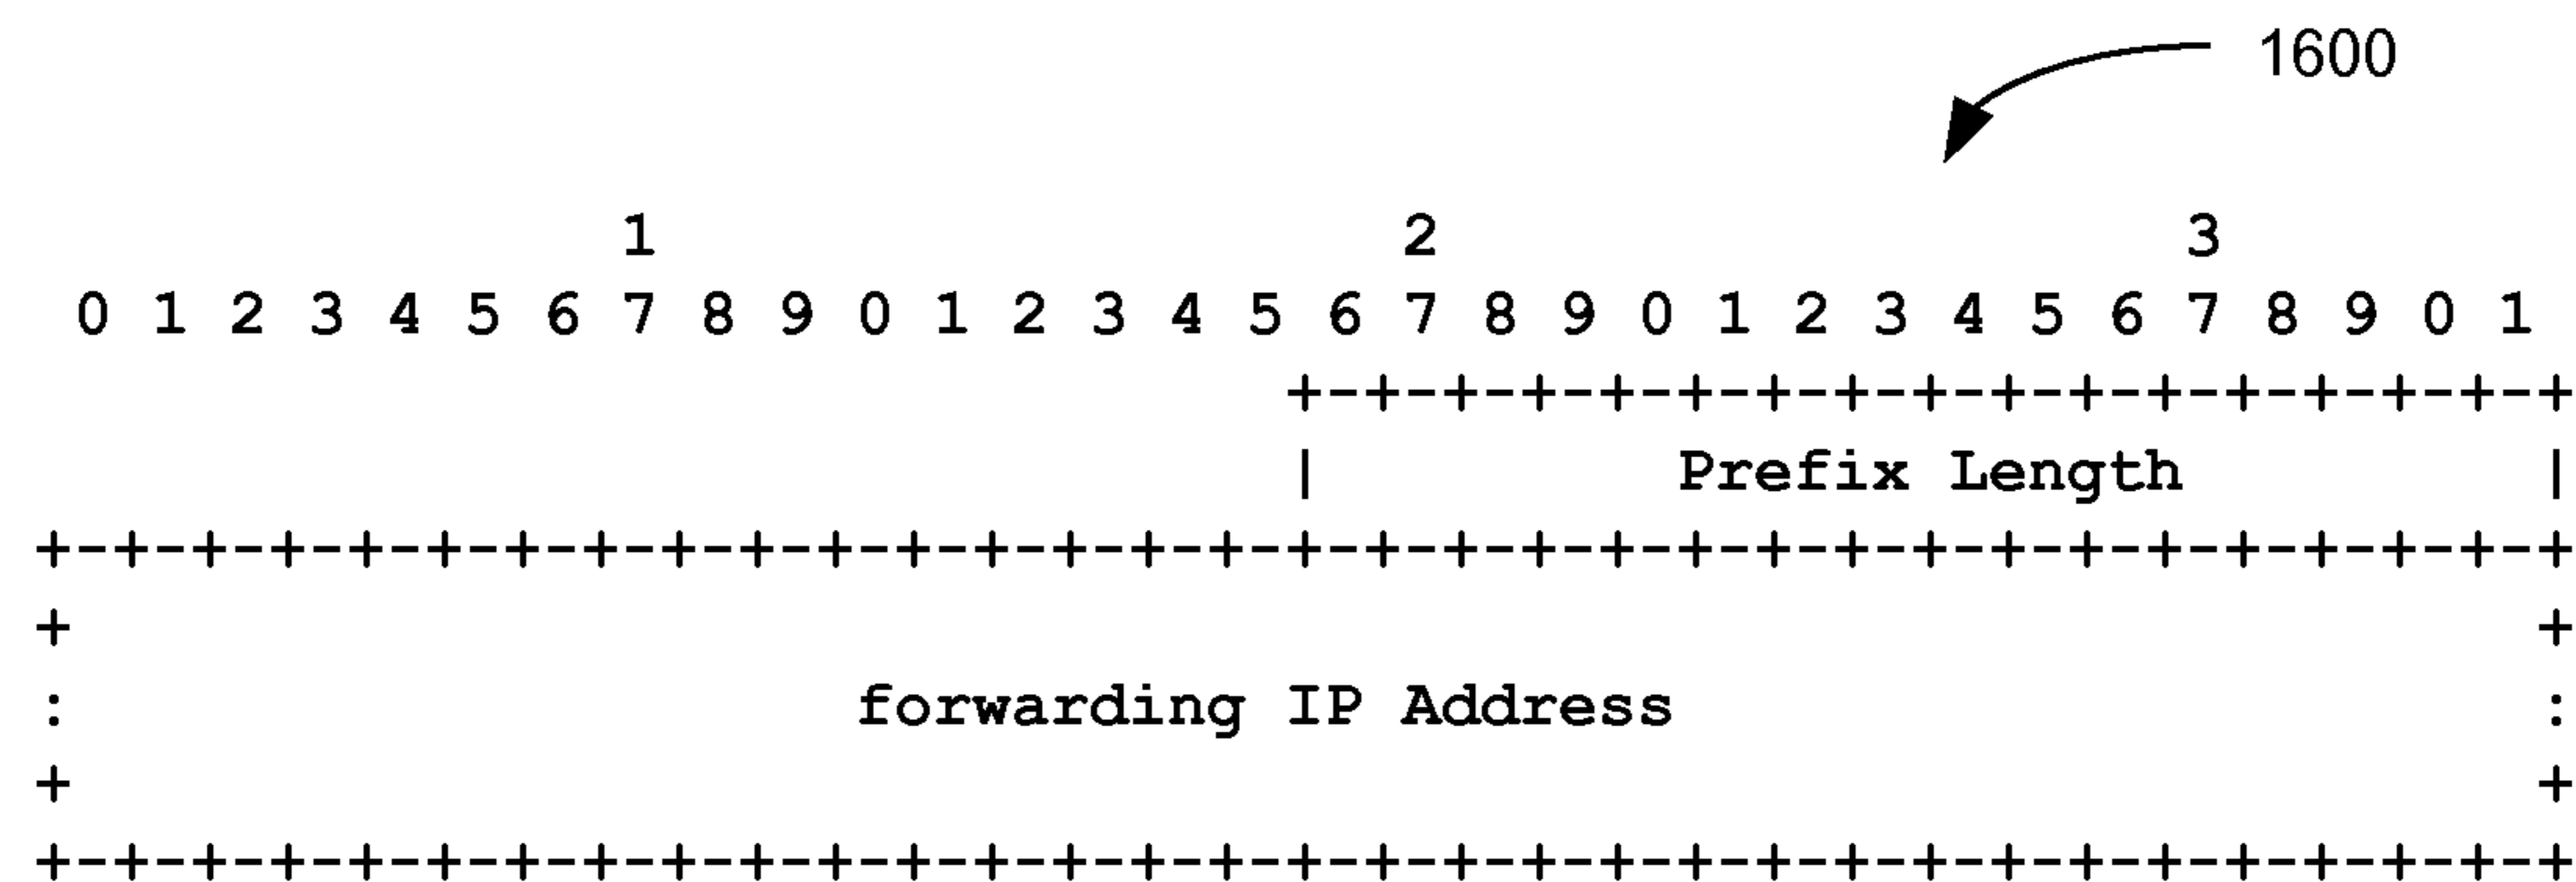 1600
1 2 3
0 1 2 3 4 5 6 7 8 9 0 1 2 3 4 5 6 7 8 9 0 1 2 3 4 5 6 7 8 9 0 1
+-+-+-+-+-+-+-+-+-+-+-+-+-+-+-+-+
| Prefix Length |
+-+-+-+-+-+-+-+-+-+-+-+-+-+-+-+-+-+-+-+-+-+-+-+-+-+-+-+-+-+-+-+-+
+ +
: forwarding IP Address :
+ +
+-+-+-+-+-+-+-+-+-+-+-+-+-+-+-+-+-+-+-+-+-+-+-+-+-+-+-+-+-+-+-+-+